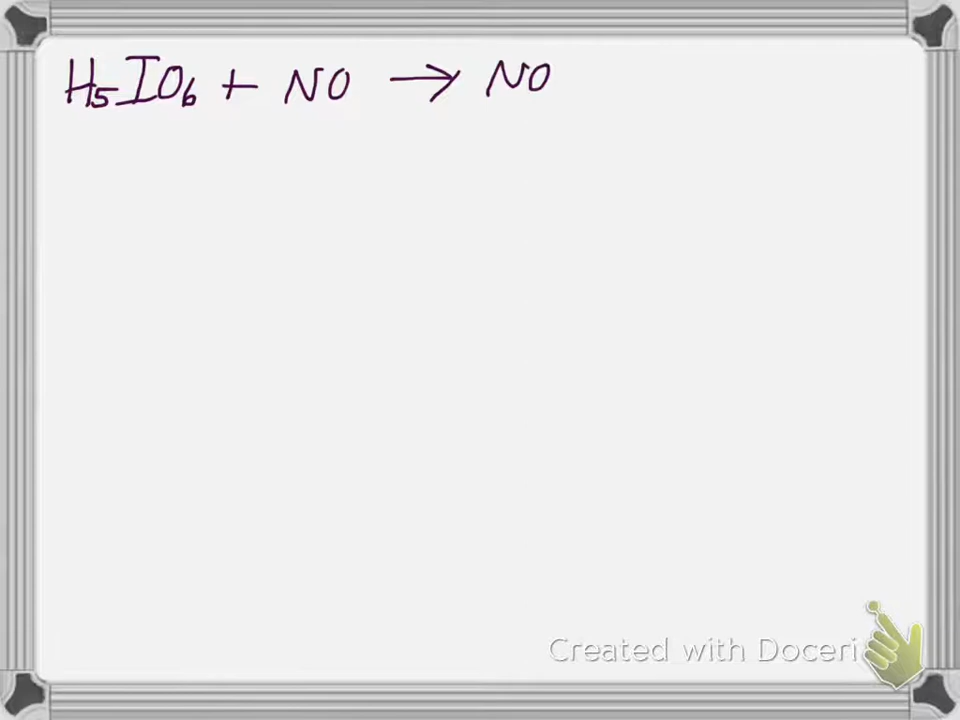 H₅IO₆ + NO → NO
Created with Doceri